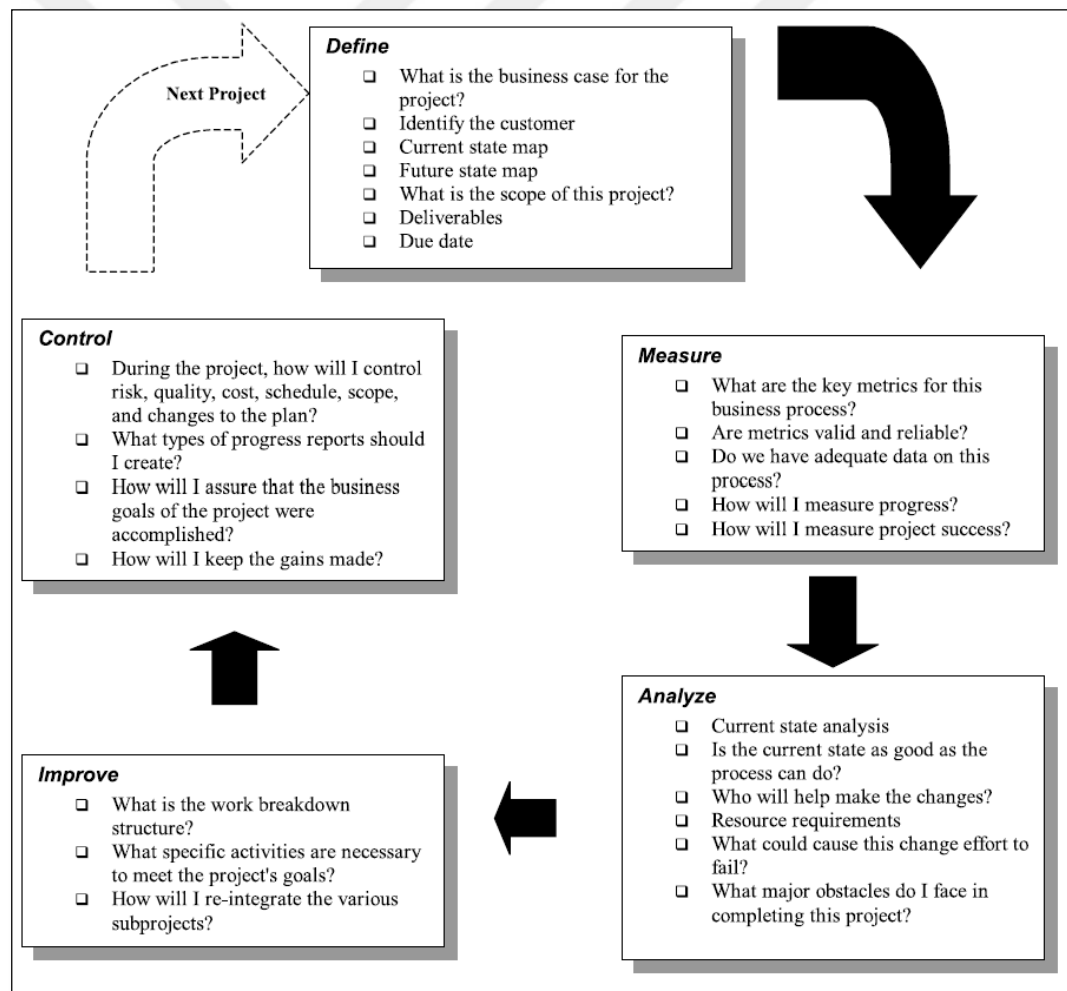 Next Project
Define
❑ What is the business case for the
project?
❑ Identify the customer
❑ Current state map
❑ Future state map
❑ What is the scope of this project?
❑ Deliverables
❑ Due date
Measure
❑ What are the key metrics for this
business process?
❑ Are metrics valid and reliable?
❑ Do we have adequate data on this
process?
❑ How will I measure progress?
❑ How will I measure project success?
Analyze
❑ Current state analysis
❑ Is the current state as good as the
process can do?
❑ Who will help make the changes?
❑ Resource requirements
❑ What could cause this change effort to
fail?
❑ What major obstacles do I face in
completing this project?
Improve
❑ What is the work breakdown
structure?
❑ What specific activities are necessary
to meet the project's goals?
❑ How will I re-integrate the various
subprojects?
Control
❑ During the project, how will I control
risk, quality, cost, schedule, scope,
and changes to the plan?
❑ What types of progress reports should
I create?
❑ How will I assure that the business
goals of the project were
accomplished?
❑ How will I keep the gains made?